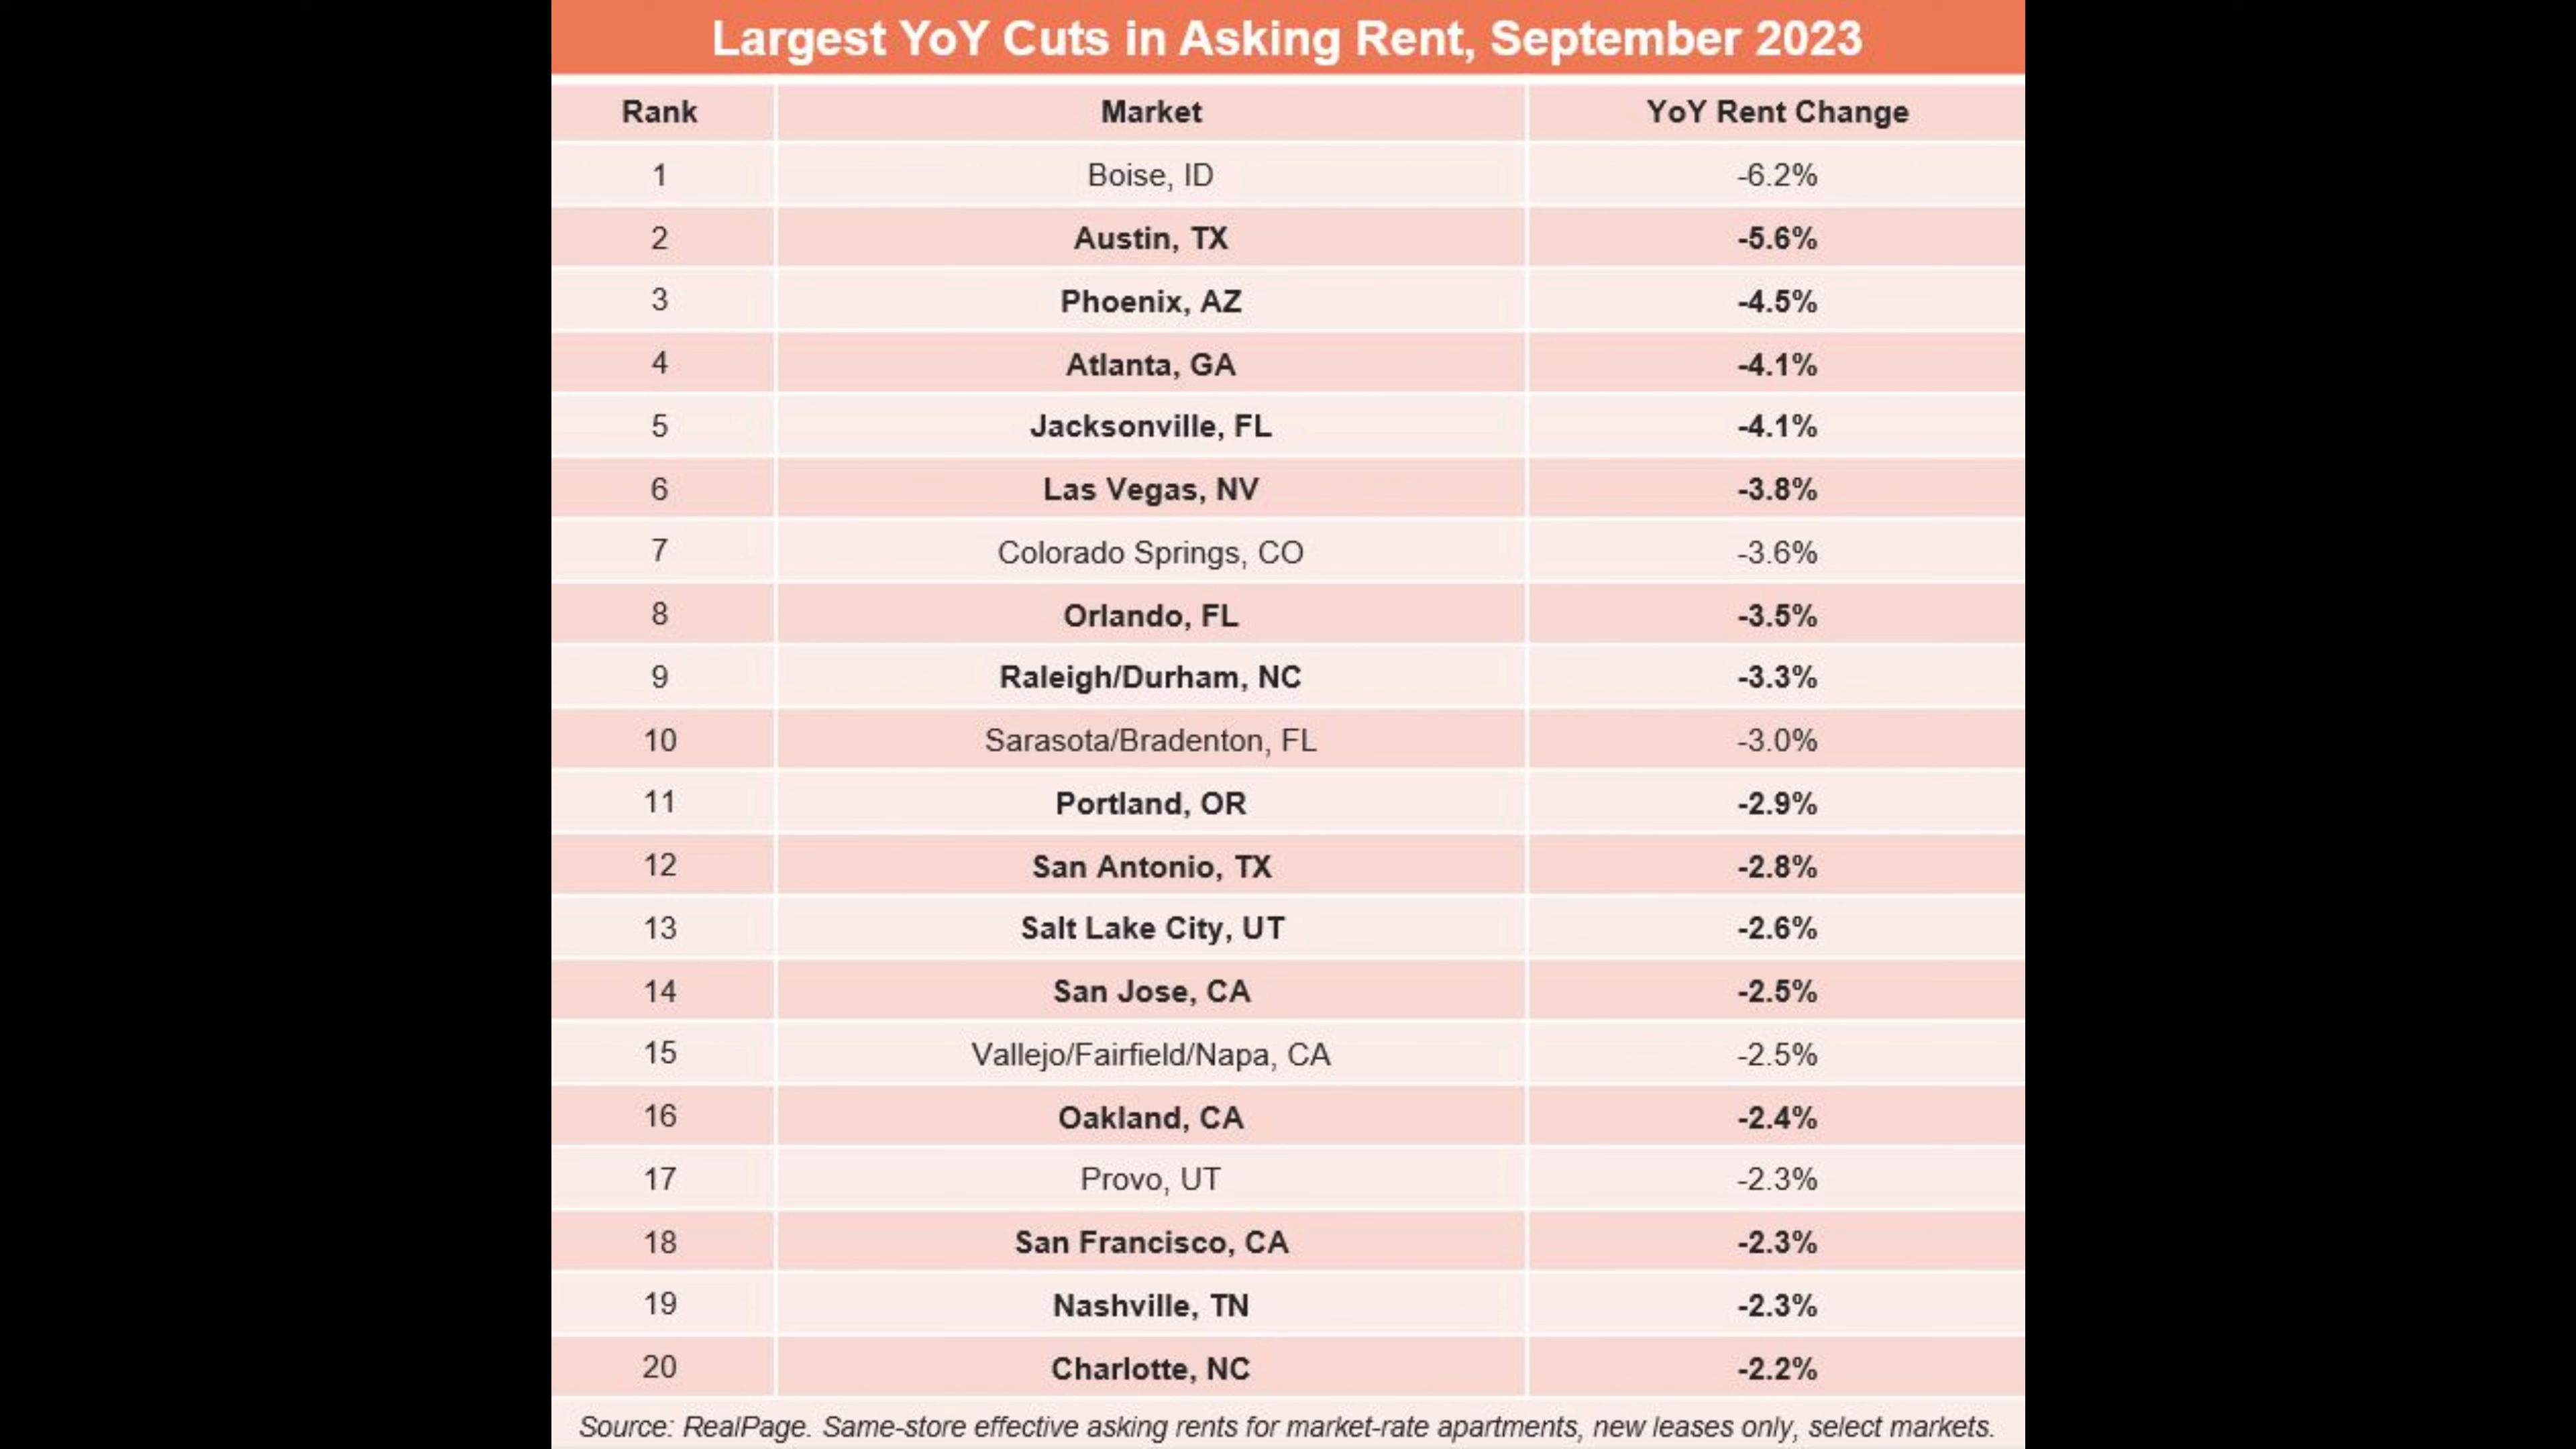 Largest YoY Cuts in Asking Rent, September 2023
Rank Market YoY Rent Change
1 Boise, ID -6.2%
2 Austin, TX -5.6%
3 Phoenix, AZ -4.5%
4 Atlanta, GA -4.1%
5 Jacksonville, FL -4.1%
6 Las Vegas, NV -3.8%
7 Colorado Springs, CO -3.6%
8 Orlando, FL -3.5%
9 Raleigh/Durham, NC -3.3%
10 Sarasota/Bradenton, FL -3.0%
11 Portland, OR -2.9%
12 San Antonio, TX -2.8%
13 Salt Lake City, UT -2.6%
14 San Jose, CA -2.5%
15 Vallejo/Fairfield/Napa, CA -2.5%
16 Oakland, CA -2.4%
17 Provo, UT -2.3%
18 San Francisco, CA -2.3%
19 Nashville, TN -2.3%
20 Charlotte, NC -2.2%
Source: RealPage. Same-store effective asking rents for market-rate apartments, new leases only, select markets.